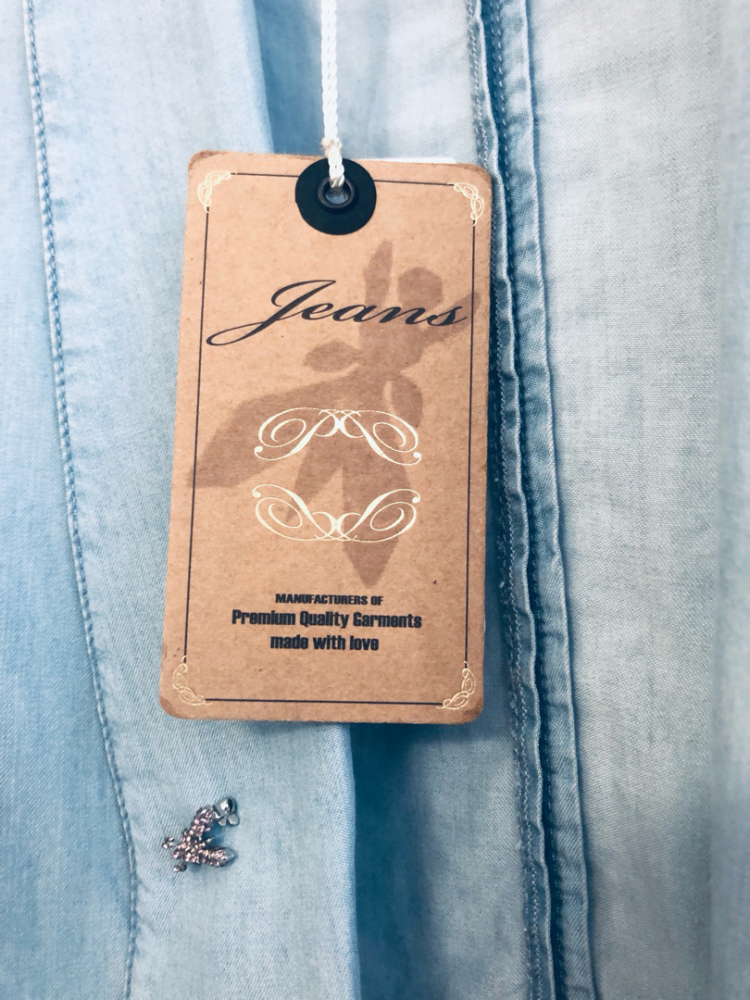 Jeans
MANUFACTURERS OF
Premium Quality Garments
made with love